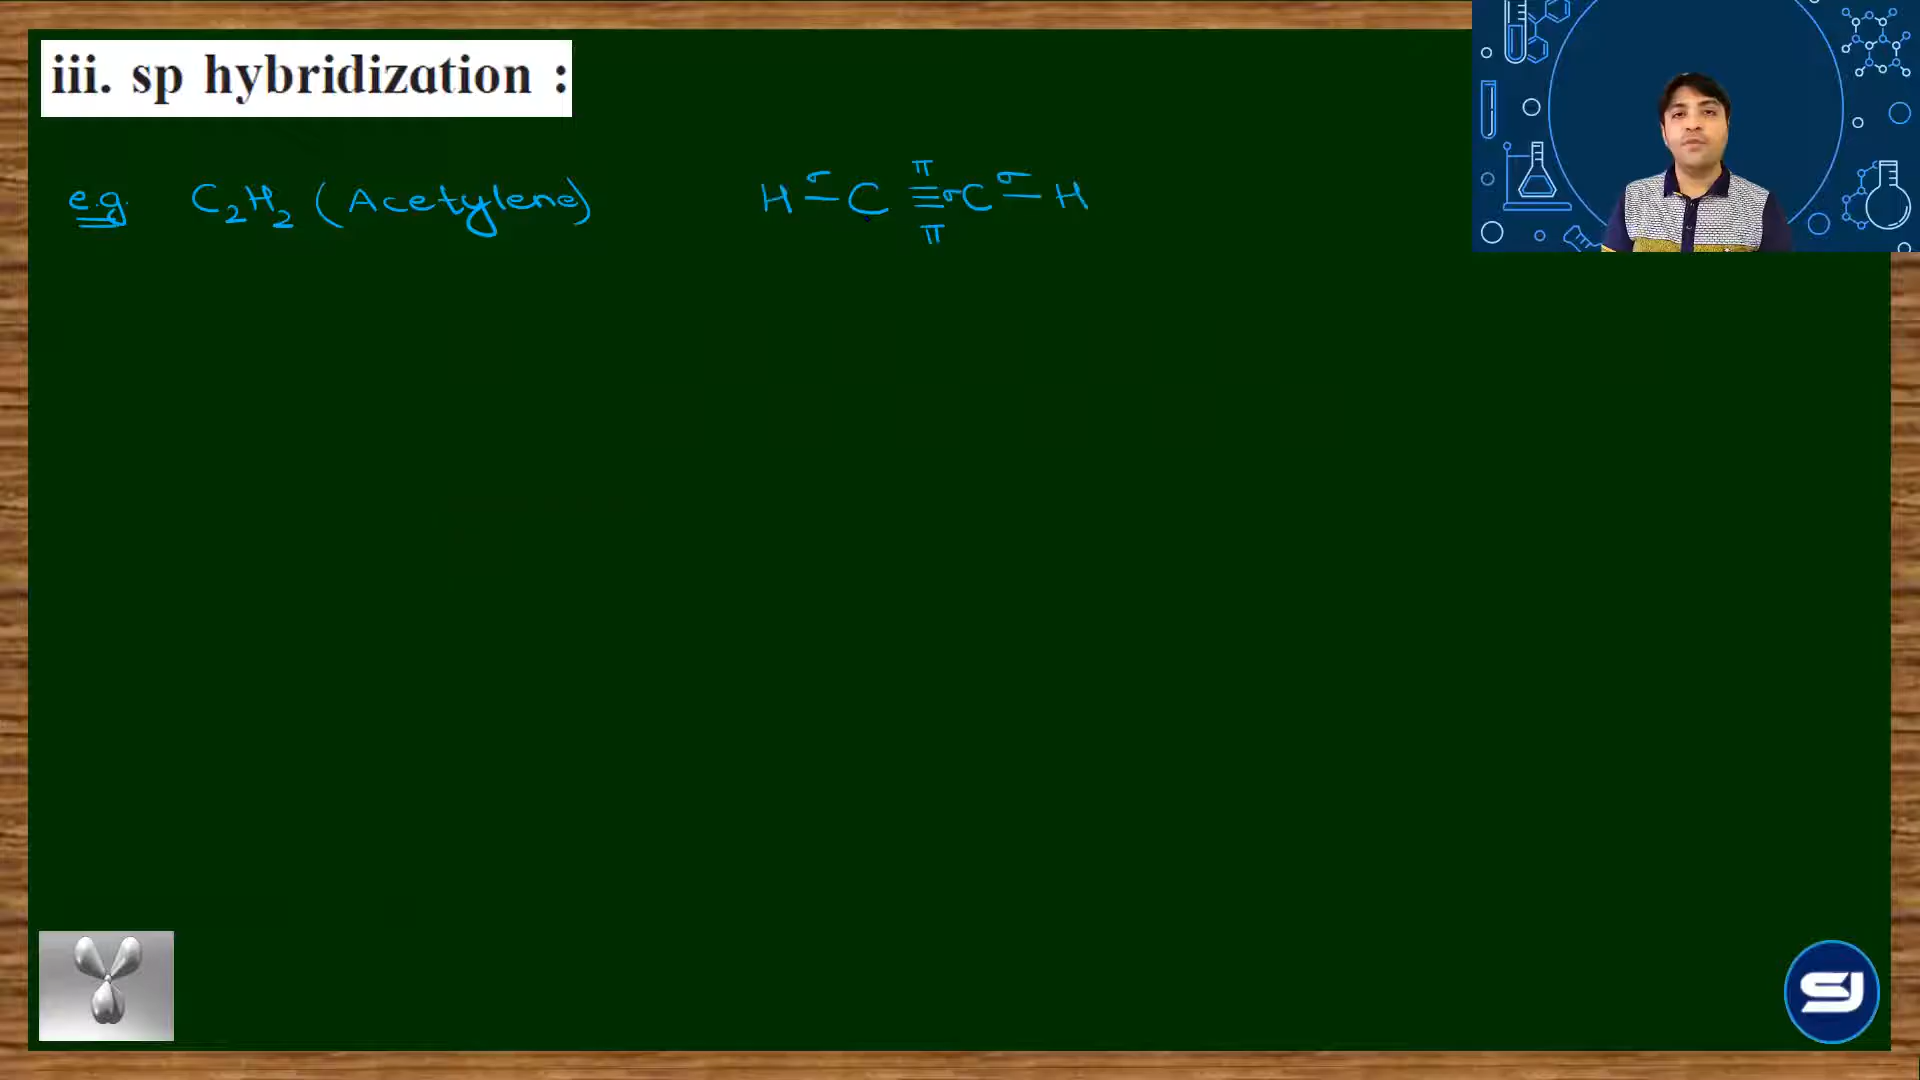 iii. sp hybridization :
e.g. C₂H₂ (Acetylene)
π
H –σ C ≡σ C –σ H
π
SJ